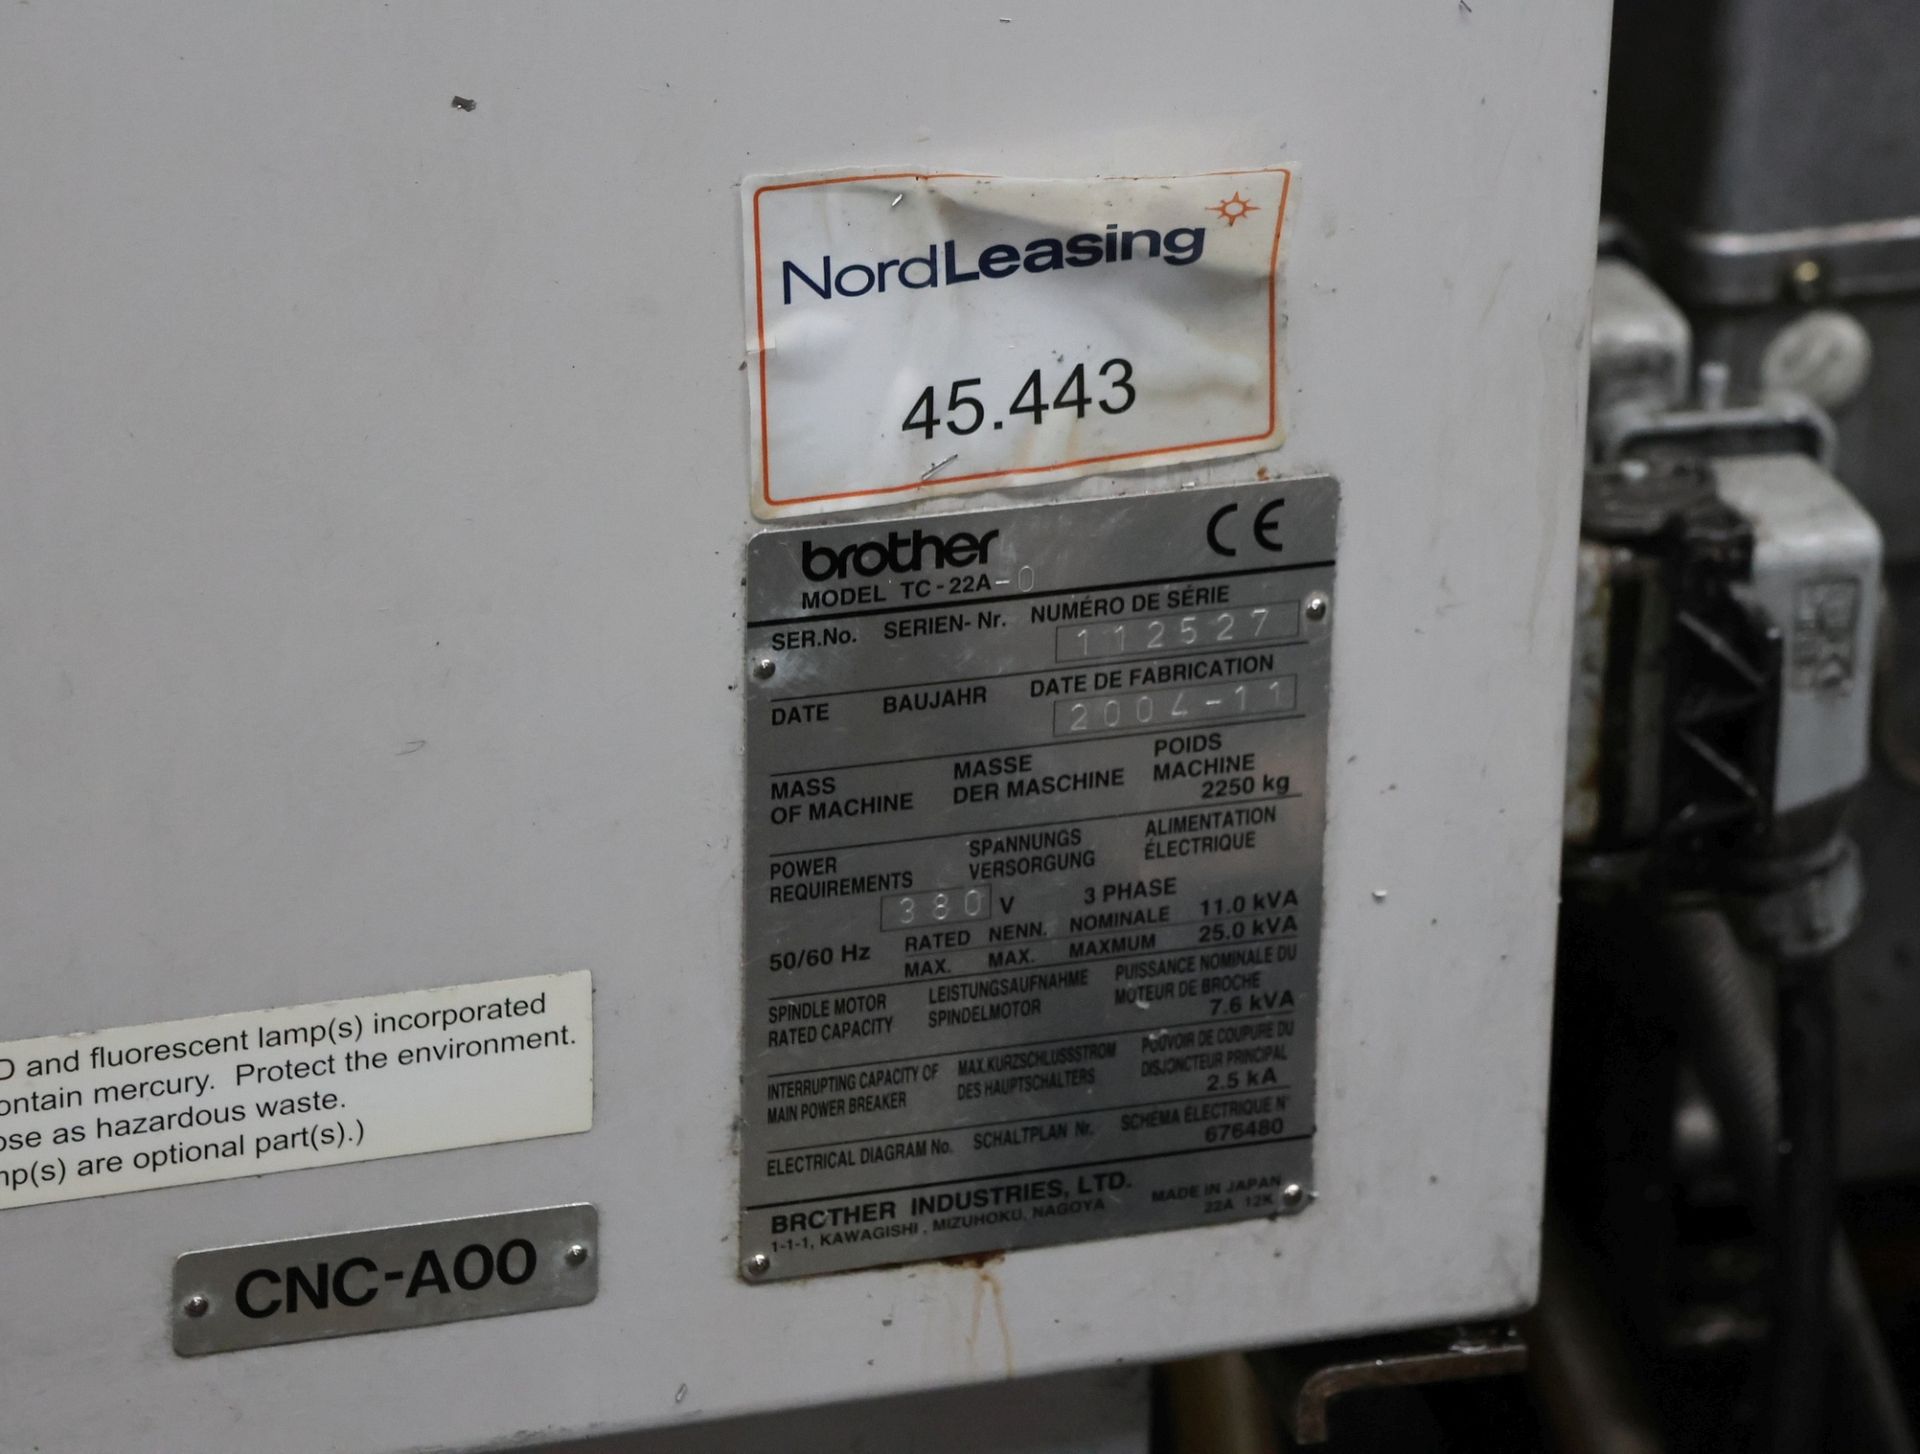 NordLeasing
45.443
brother
CE
MODEL TC-22A-0
SER.No. SERIEN-Nr. NUMÉRO DE SÉRIE
112527
DATE BAUJAHR DATE DE FABRICATION
2004-11
MASS OF MACHINE
MASSE DER MASCHINE
POIDS MACHINE
2250 kg
POWER REQUIREMENTS
SPANNUNGS VERSORGUNG
ALIMENTATION ÉLECTRIQUE
380 V 3 PHASE
50/60 Hz
RATED NENN. NOMINALE 11.0 kVA
MAX. MAX. MAXMUM 25.0 kVA
SPINDLE MOTOR RATED CAPACITY
LEISTUNGSAUFNAHME SPINDELMOTOR
PUISSANCE NOMINALE DU MOTEUR DE BROCHE
7.6 kVA
INTERRUPTING CAPACITY OF MAIN POWER BREAKER
MAX.KURZSCHLUSSSTROM DES HAUPTSCHALTERS
POUVOIR DE COUPURE DU DISJONCTEUR PRINCIPAL
2.5 kA
ELECTRICAL DIAGRAM No. SCHALTPLAN Nr. SCHEMA ÉLECTRIQUE N°
676480
BROTHER INDUSTRIES, LTD.
1-1-1, KAWAGISHI, MIZUHOKU, NAGOYA
MADE IN JAPAN
22A 12K
D and fluorescent lamp(s) incorporated
ontain mercury. Protect the environment.
ose as hazardous waste.
mp(s) are optional part(s).)
CNC-A00